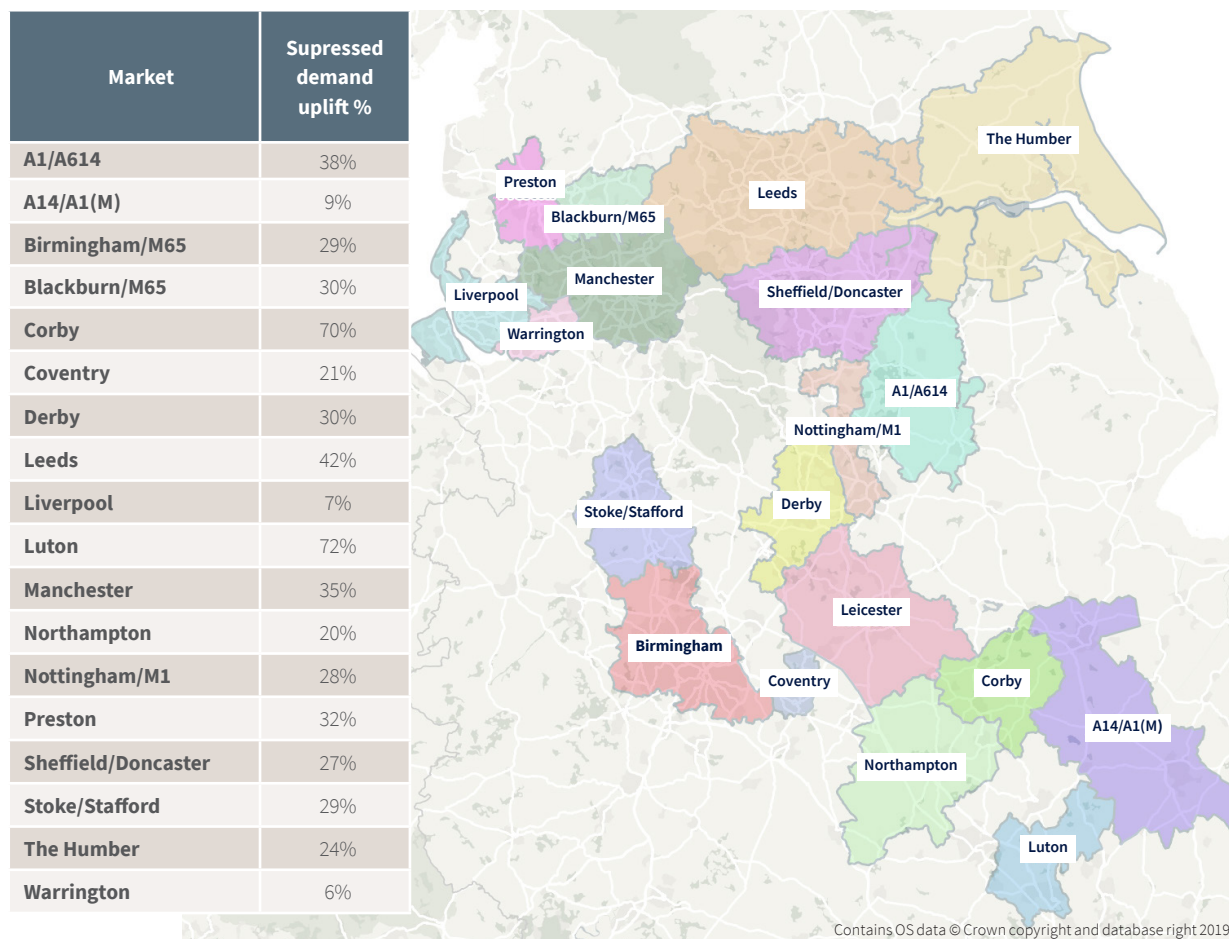 Market
Supressed
demand
uplift %
A1/A614 38%
A14/A1(M) 9%
Birmingham/M65 29%
Blackburn/M65 30%
Corby 70%
Coventry 21%
Derby 30%
Leeds 42%
Liverpool 7%
Luton 72%
Manchester 35%
Northampton 20%
Nottingham/M1 28%
Preston 32%
Sheffield/Doncaster 27%
Stoke/Stafford 29%
The Humber 24%
Warrington 6%
The Humber
Preston
Leeds
Blackburn/M65
Manchester
Liverpool
Sheffield/Doncaster
Warrington
A1/A614
Nottingham/M1
Stoke/Stafford
Derby
Leicester
Birmingham
Coventry
Corby
A14/A1(M)
Northampton
Luton
Contains OS data © Crown copyright and database right 2019